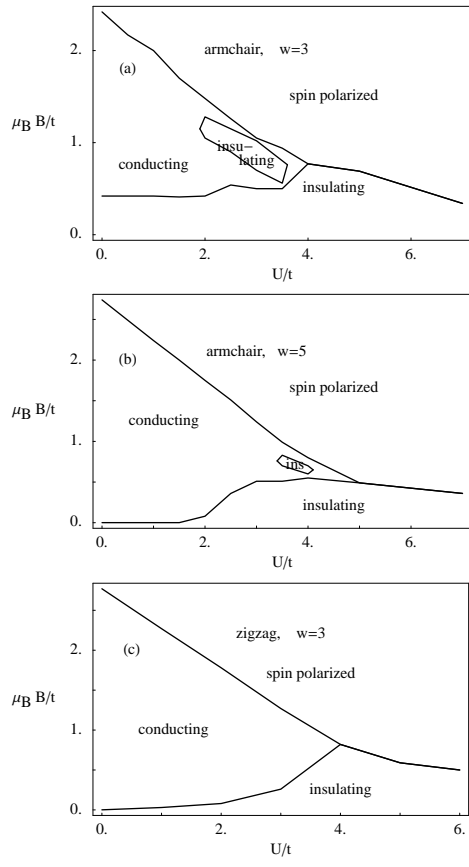 armchair, w=3
2.
(a)
spin polarized
μB B/t
1.
insu-
lating
conducting
insulating
0.
0. 2. 4. 6.
U/t
(b)
armchair, w=5
2.
spin polarized
μB B/t
conducting
1.
ins
insulating
0.
0. 2. 4. 6.
U/t
zigzag, w=3
(c)
2.
spin polarized
μB B/t
conducting
1.
insulating
0.
0. 2. 4. 6.
U/t